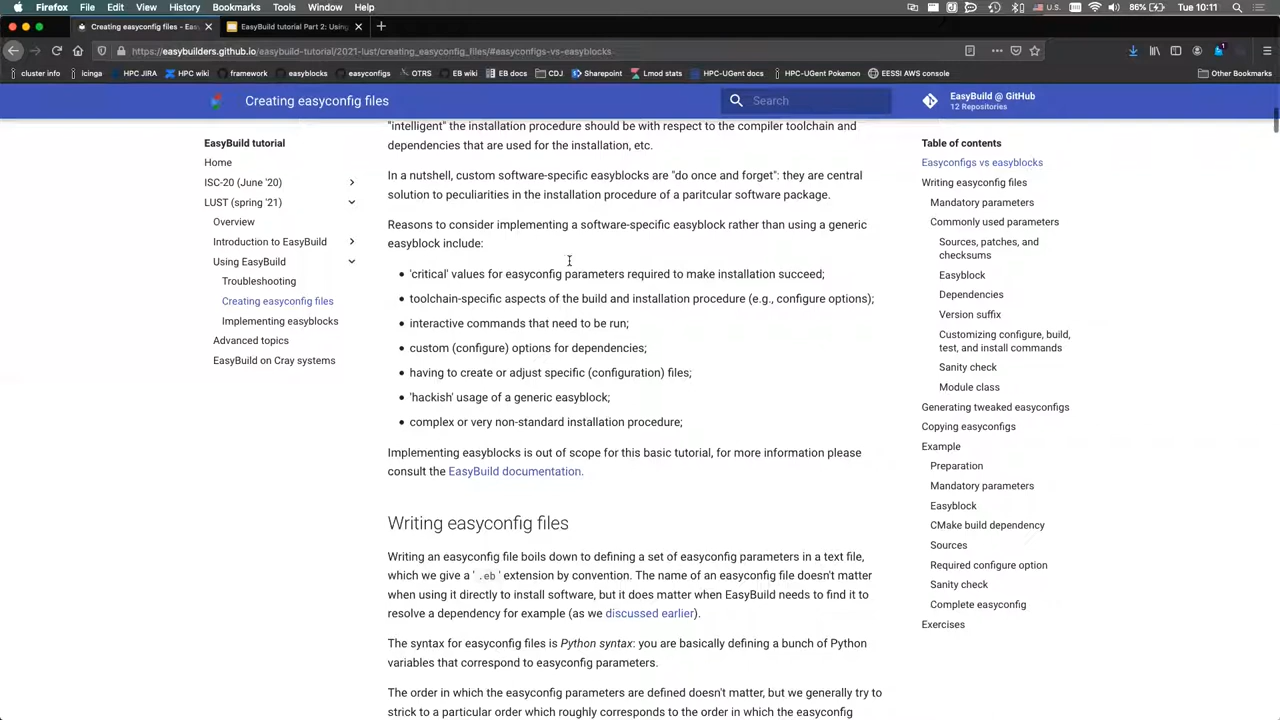 Firefox File Edit View History Bookmarks Tools Window Help U.S. 86% Tue 10:11
Creating easyconfig files - Eas
EasyBuild tutorial Part 2: Using
https://easybuilders.github.io/easybuild-tutorial/2021-lust/creating_easyconfig_files/#easyconfigs-vs-easyblocks
cluster info Icinga HPC JIRA HPC wiki framework easyblocks easyconfigs OTRS EB wiki EB docs CDJ Sharepoint Lmod stats HPC-UGent docs HPC-UGent Pokemon EESSI AWS console Other Bookmarks
Creating easyconfig files
Search
EasyBuild @ GitHub
12 Repositories
EasyBuild tutorial
Home
ISC-20 (June '20)
LUST (spring '21)
Overview
Introduction to EasyBuild
Using EasyBuild
Troubleshooting
Creating easyconfig files
Implementing easyblocks
Advanced topics
EasyBuild on Cray systems
"intelligent" the installation procedure should be with respect to the compiler toolchain and
dependencies that are used for the installation, etc.
In a nutshell, custom software-specific easyblocks are "do once and forget": they are central
solution to peculiarities in the installation procedure of a paritcular software package.
Reasons to consider implementing a software-specific easyblock rather than using a generic
easyblock include:
• 'critical' values for easyconfig parameters required to make installation succeed;
• toolchain-specific aspects of the build and installation procedure (e.g., configure options);
• interactive commands that need to be run;
• custom (configure) options for dependencies;
• having to create or adjust specific (configuration) files;
• 'hackish' usage of a generic easyblock;
• complex or very non-standard installation procedure;
Implementing easyblocks is out of scope for this basic tutorial, for more information please
consult the EasyBuild documentation.
Writing easyconfig files
Writing an easyconfig file boils down to defining a set of easyconfig parameters in a text file,
which we give a ' .eb ' extension by convention. The name of an easyconfig file doesn't matter
when using it directly to install software, but it does matter when EasyBuild needs to find it to
resolve a dependency for example (as we discussed earlier).
The syntax for easyconfig files is Python syntax: you are basically defining a bunch of Python
variables that correspond to easyconfig parameters.
The order in which the easyconfig parameters are defined doesn't matter, but we generally try to
strick to a particular order which roughly corresponds to the order in which the easyconfig
Table of contents
Easyconfigs vs easyblocks
Writing easyconfig files
Mandatory parameters
Commonly used parameters
Sources, patches, and
checksums
Easyblock
Dependencies
Version suffix
Customizing configure, build,
test, and install commands
Sanity check
Module class
Generating tweaked easyconfigs
Copying easyconfigs
Example
Preparation
Mandatory parameters
Easyblock
CMake build dependency
Sources
Required configure option
Sanity check
Complete easyconfig
Exercises